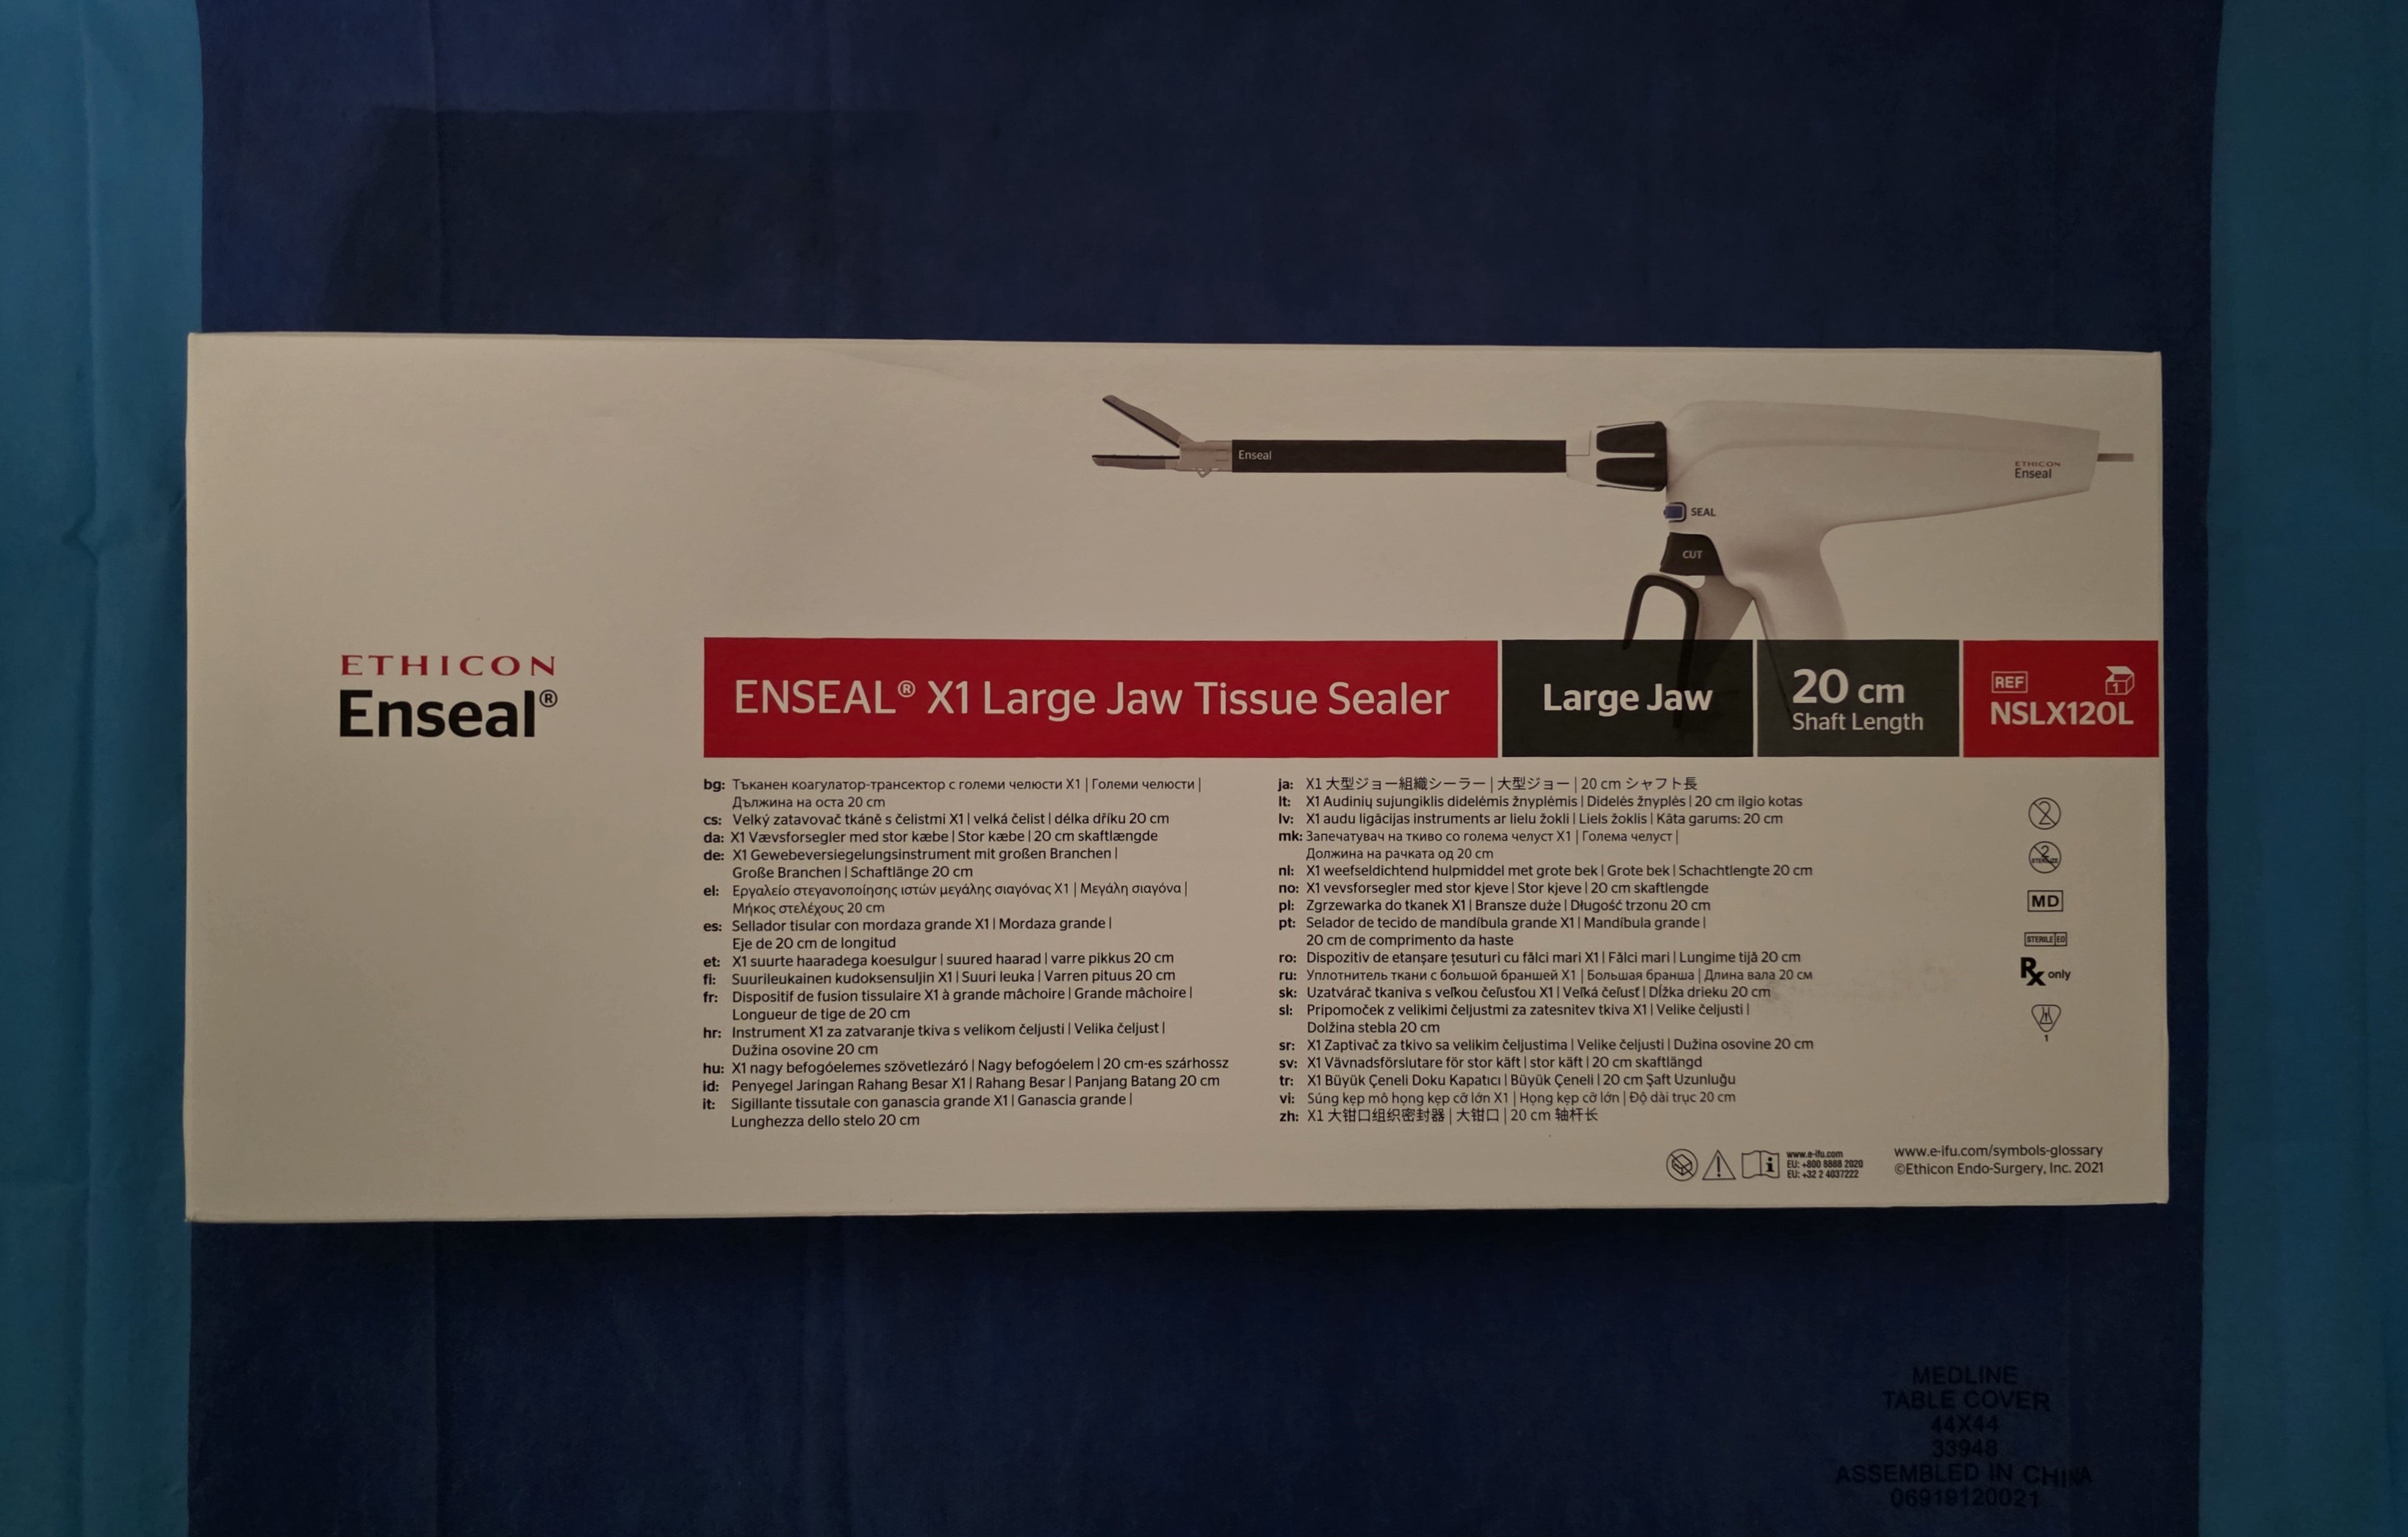 Enseal
ETHICON
Enseal
SEAL
CUT
ETHICON
Enseal®
ENSEAL® X1 Large Jaw Tissue Sealer
Large Jaw
20 cm
Shaft Length
REF
1
NSLX120L
bg: Тъканен коагулатор-трансектор с големи челюсти X1 | Големи челюсти |
Дължина на оста 20 cm
cs: Velký zatavovač tkáně s čelistmi X1 | velká čelist | délka dříku 20 cm
da: X1 Vævsforsegler med stor kæbe | Stor kæbe | 20 cm skaftlængde
de: X1 Gewebeversiegelungsinstrument mit großen Branchen |
Große Branchen | Schaftlänge 20 cm
el: Εργαλείο στεγανοποίησης ιστών μεγάλης σιαγόνας X1 | Μεγάλη σιαγόνα |
Μήκος στελέχους 20 cm
es: Sellador tisular con mordaza grande X1 | Mordaza grande |
Eje de 20 cm de longitud
et: X1 suurte haaradega koesulgur | suured haarad | varre pikkus 20 cm
fi: Suurileukainen kudoksensuljin X1 | Suuri leuka | Varren pituus 20 cm
fr: Dispositif de fusion tissulaire X1 à grande mâchoire | Grande mâchoire |
Longueur de tige de 20 cm
hr: Instrument X1 za zatvaranje tkiva s velikom čeljusti | Velika čeljust |
Dužina osovine 20 cm
hu: X1 nagy befogóelemes szövetlezáró | Nagy befogóelem | 20 cm-es szárhossz
id: Penyegel Jaringan Rahang Besar X1 | Rahang Besar | Panjang Batang 20 cm
it: Sigillante tissutale con ganascia grande X1 | Ganascia grande |
Lunghezza dello stelo 20 cm
ja: X1 大型ジョー組織シーラー | 大型ジョー | 20 cm シャフト長
lt: X1 Audinių sujungiklis didelėmis žnyplėmis | Didelės žnyplės | 20 cm ilgio kotas
lv: X1 audu ligācijas instruments ar lielu žokli | Liels žoklis | Kāta garums: 20 cm
mk: Запечатувач на ткиво со голема челуст X1 | Голема челуст |
Должина на рачката од 20 cm
nl: X1 weefseldichtend hulpmiddel met grote bek | Grote bek | Schachtlengte 20 cm
no: X1 vevsforsegler med stor kjeve | Stor kjeve | 20 cm skaftlengde
pl: Zgrzewarka do tkanek X1 | Bransze duże | Długość trzonu 20 cm
pt: Selador de tecido de mandíbula grande X1 | Mandíbula grande |
20 cm de comprimento da haste
ro: Dispozitiv de etanșare țesuturi cu fălci mari X1 | Fălci mari | Lungime tijă 20 cm
ru: Уплотнитель ткани с большой браншей X1 | Большая бранша | Длина вала 20 см
sk: Uzatvárač tkaniva s veľkou čeľusťou X1 | Veľká čeľusť | Dĺžka drieku 20 cm
sl: Pripomoček z velikimi čeljustmi za zatesnitev tkiva X1 | Velike čeljusti |
Dolžina stebla 20 cm
sr: X1 Zaptivač za tkivo sa velikim čeljustima | Velike čeljusti | Dužina osovine 20 cm
sv: X1 Vävnadsförslutare för stor käft | stor käft | 20 cm skaftlängd
tr: X1 Büyük Çeneli Doku Kapatıcı | Büyük Çeneli | 20 cm Şaft Uzunluğu
vi: Súng kẹp mô họng kẹp cỡ lớn X1 | Họng kẹp cỡ lớn | Độ dài trục 20 cm
zh: X1 大钳口组织密封器 | 大钳口 | 20 cm 轴杆长
2
2
STERILIZE
MD
STERILE EO
Rx only
1
www.e-ifu.com
EU: +800 8888 2020
EU: +32 2 4037222
www.e-ifu.com/symbols-glossary
©Ethicon Endo-Surgery, Inc. 2021
MEDLINE
TABLE COVER
44X44
33948
ASSEMBLED IN CHINA
06919120021